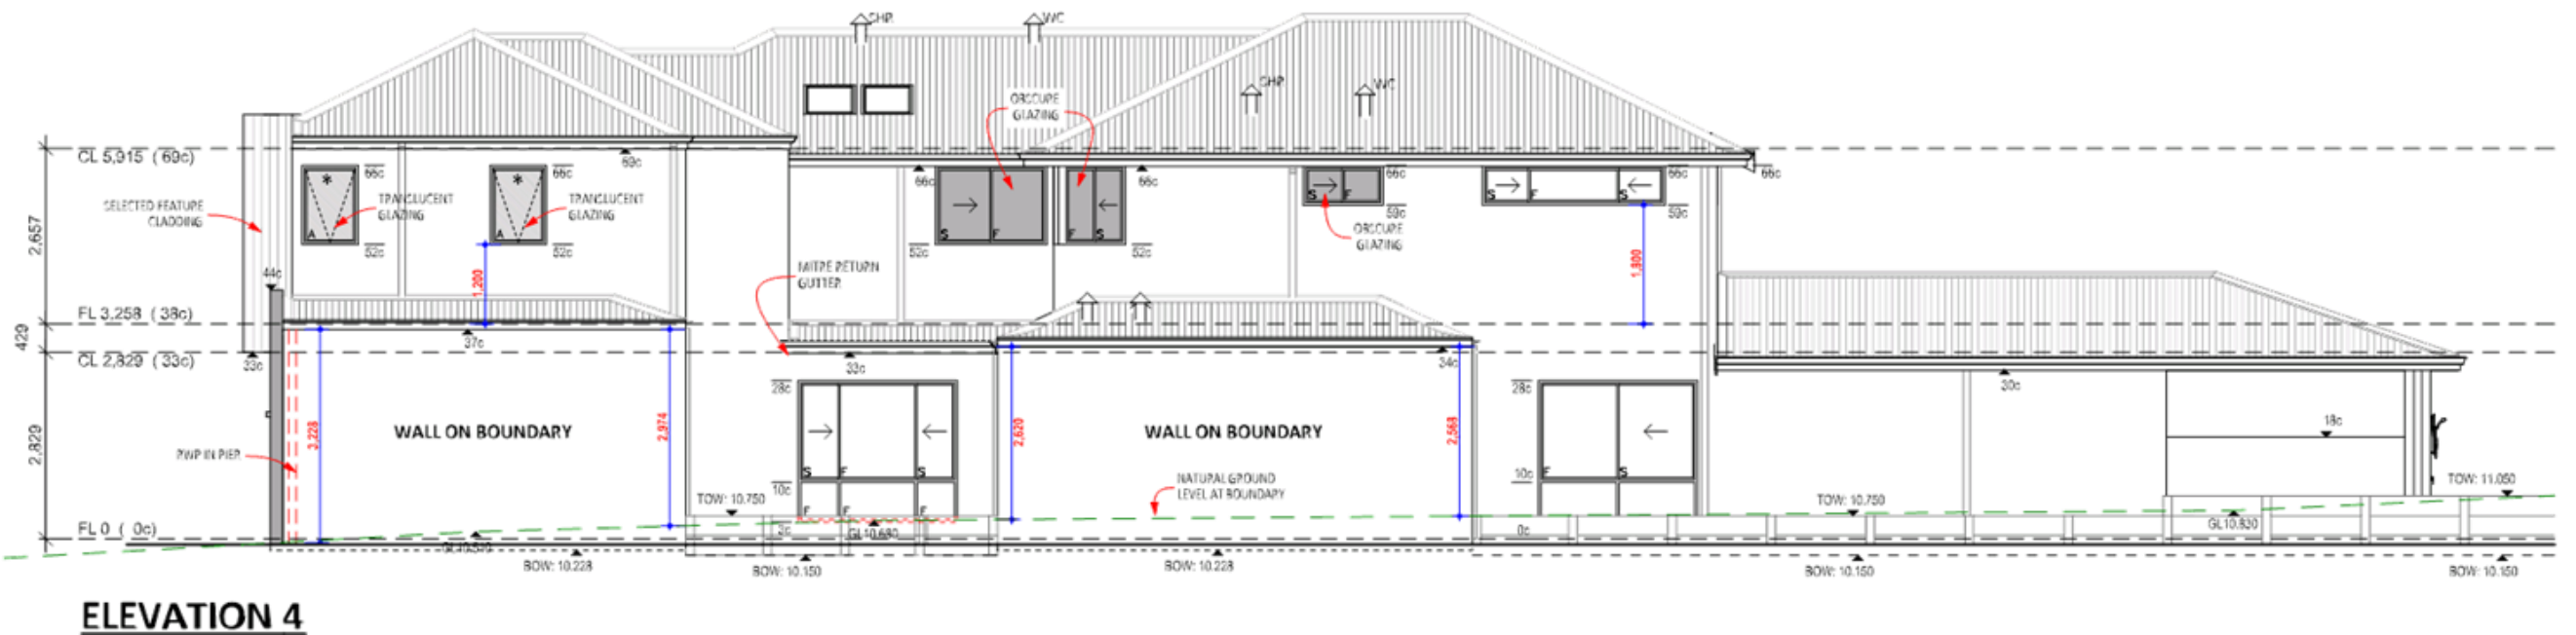 SHR
WC
SHR
WC
OBSCURE
GLAZING
CL 5,915 ( 69c)
69c
66c
66c
66c
66c
66c
66c
66c
TRANSLUCENT
GLAZING
TRANSLUCENT
GLAZING
SELECTED FEATURE
CLADDING
*
*
A
A
S
F
F
S
S
F
S
F
S
59c
59c
52c
52c
52c
52c
OBSCURE
GLAZING
2,657
1,200
1,800
MITRE RETURN
GUTTER
44c
FL 3,258 ( 38c)
429
37c
CL 2,829 ( 33c)
33c
33c
34c
30c
28c
28c
2,829
3,228
WALL ON BOUNDARY
2,974
2,620
WALL ON BOUNDARY
2,568
18c
RWP IN PIER
S
F
S
F
S
10c
10c
NATURAL GROUND
LEVEL AT BOUNDARY
TOW: 10.750
TOW: 10.750
TOW: 11.050
F
F
F
FL 0 ( 0c)
GL10.680
0c
GL10.830
BOW: 10.228
BOW: 10.150
BOW: 10.228
BOW: 10.150
BOW: 10.150
ELEVATION 4